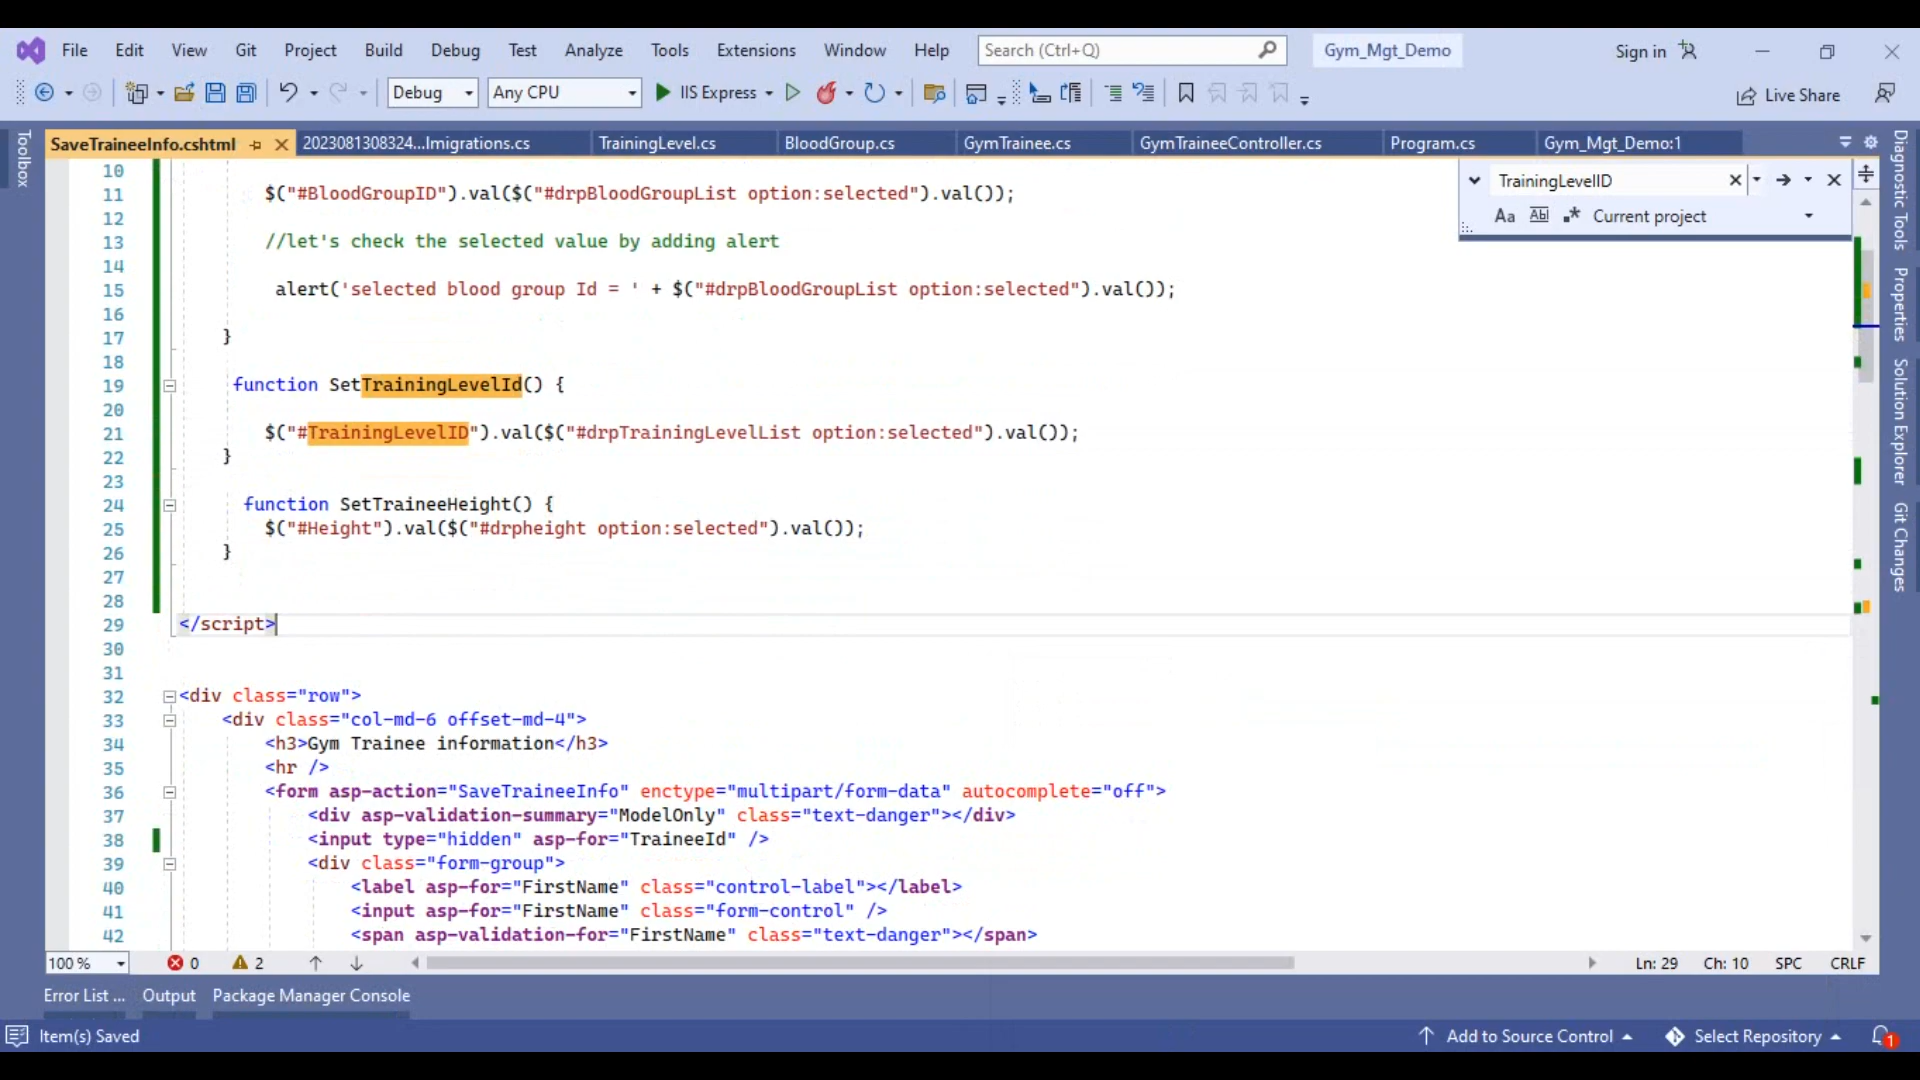 File Edit View Git Project Build Debug Test Analyze Tools Extensions Window Help Search (Ctrl+Q) Gym_Mgt_Demo Sign in
Debug Any CPU IIS Express Live Share
SaveTraineeInfo.cshtml 2023081308324...lmigrations.cs TrainingLevel.cs BloodGroup.cs GymTrainee.cs GymTraineeController.cs Program.cs Gym_Mgt_Demo:1
Toolbox
Diagnostic Tools
Properties
Solution Explorer
Git Changes
TrainingLevelID
Aa Abl .* Current project
10
11 $("#BloodGroupID").val($("#drpBloodGroupList option:selected").val());
12
13 //let's check the selected value by adding alert
14
15 alert('selected blood group Id = ' + $("#drpBloodGroupList option:selected").val());
16
17 }
18
19 function SetTrainingLevelId() {
20
21 $("#TrainingLevelID").val($("#drpTrainingLevelList option:selected").val());
22 }
23
24 function SetTraineeHeight() {
25 $("#Height").val($("#drpheight option:selected").val());
26 }
27
28
29 </script>
30
31
32 <div class="row">
33 <div class="col-md-6 offset-md-4">
34 <h3>Gym Trainee information</h3>
35 <hr />
36 <form asp-action="SaveTraineeInfo" enctype="multipart/form-data" autocomplete="off">
37 <div asp-validation-summary="ModelOnly" class="text-danger"></div>
38 <input type="hidden" asp-for="TraineeId" />
39 <div class="form-group">
40 <label asp-for="FirstName" class="control-label"></label>
41 <input asp-for="FirstName" class="form-control" />
42 <span asp-validation-for="FirstName" class="text-danger"></span>
100 % 0 2 Ln: 29 Ch: 10 SPC CRLF
Error List ... Output Package Manager Console
Item(s) Saved Add to Source Control Select Repository 1